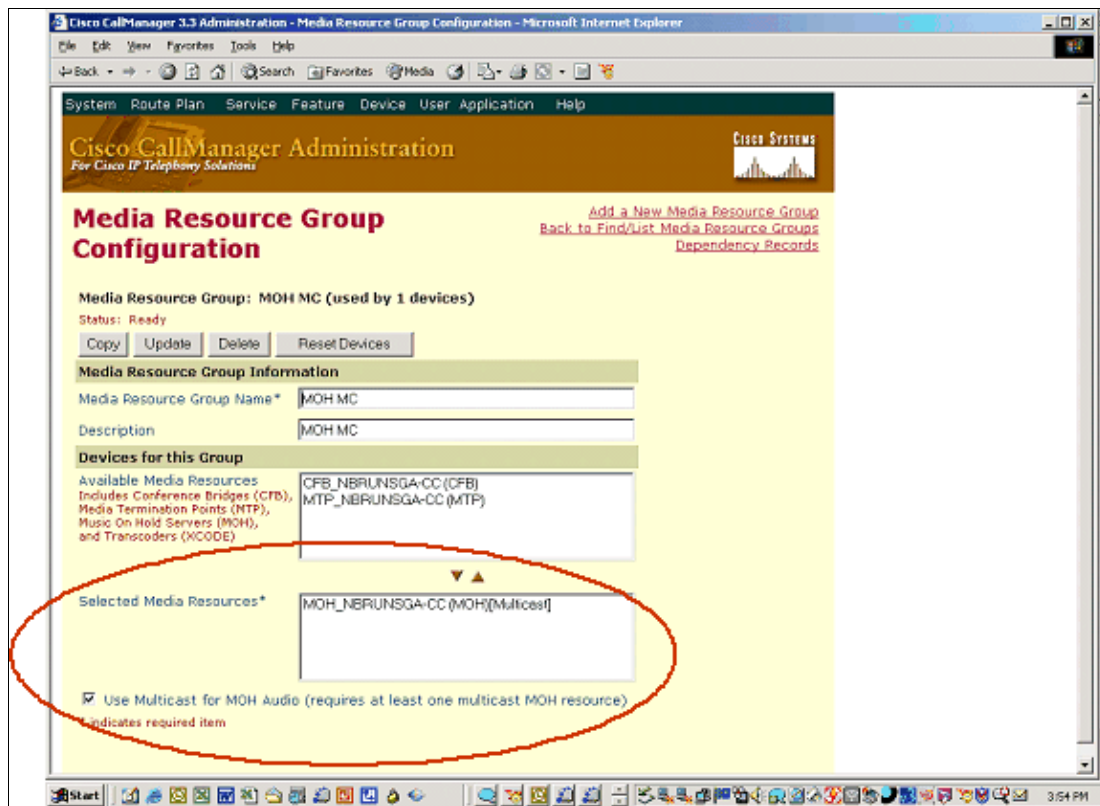 Cisco CallManager 3.3 Administration - Media Resource Group Configuration - Microsoft Internet Explorer
File Edit View Favorites Tools Help
Back Search Favorites Media
System Route Plan Service Feature Device User Application Help
Cisco CallManager Administration
For Cisco IP Telephony Solutions
CISCO SYSTEMS
Media Resource Group
Configuration
Add a New Media Resource Group
Back to Find/List Media Resource Groups
Dependency Records
Media Resource Group: MOH MC (used by 1 devices)
Status: Ready
Copy Update Delete Reset Devices
Media Resource Group Information
Media Resource Group Name* MOH MC
Description MOH MC
Devices for this Group
Available Media Resources
Includes Conference Bridges (CFB),
Media Termination Points (MTP),
Music On Hold Servers (MOH),
and Transcoders (XCODE)
CFB_NBRUNSGA-CC (CFB)
MTP_NBRUNSGA-CC (MTP)
Selected Media Resources*
MOH_NBRUNSGA-CC (MOH)[Multicast]
Use Multicast for MOH Audio (requires at least one multicast MOH resource)
* indicates required item
Start 3:54 PM